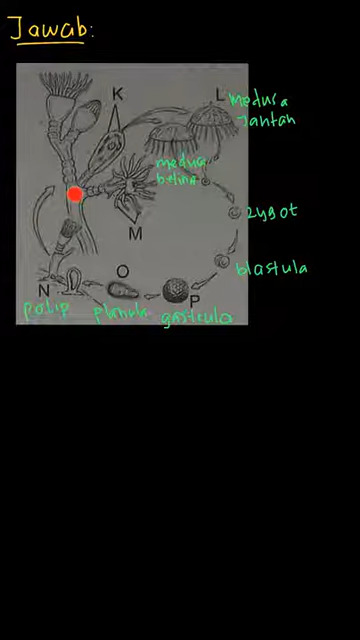 Jawab:
K
L
medusa
Jantan
medusa
betina
zygot
M
blastula
O
N
P
polip
planula
gastrula